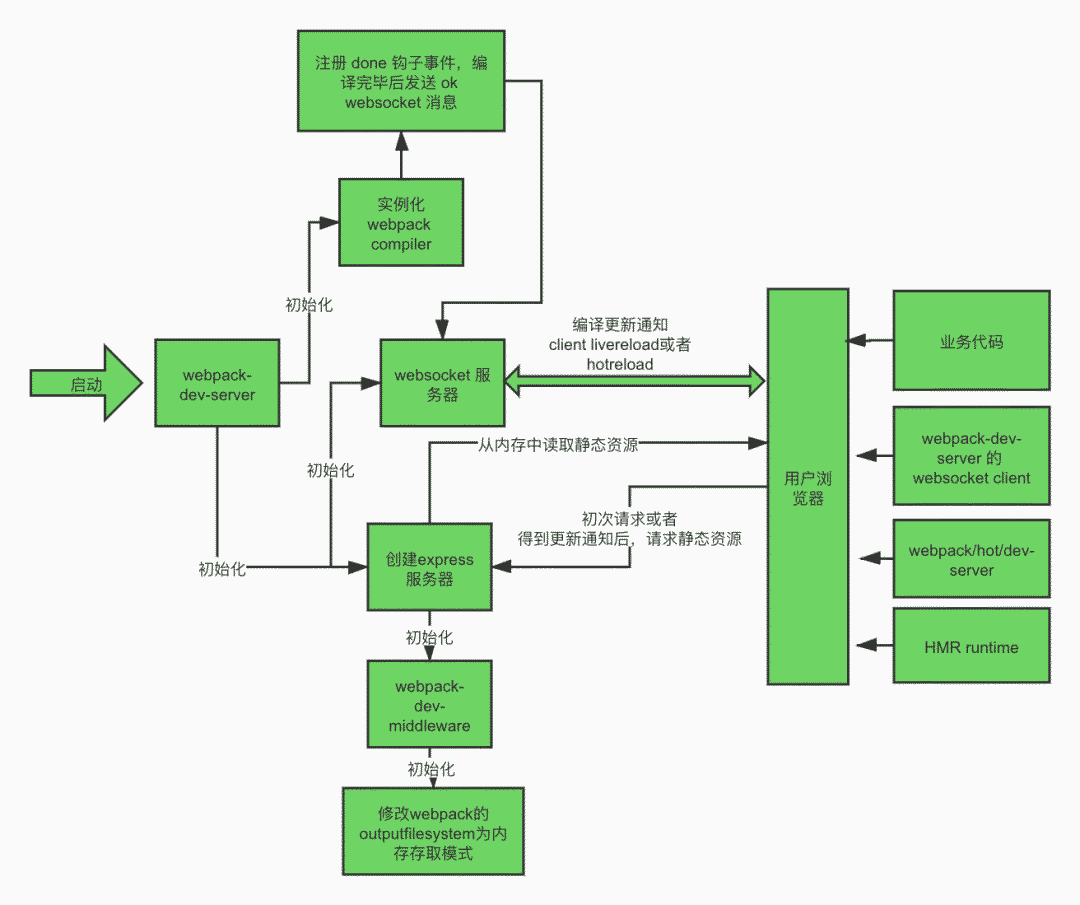 注册 done 钩子事件，编
译完毕后发送 ok
websocket 消息
实例化
webpack
compiler
初始化
启动
webpack-
dev-server
websocket 服
务器
编译更新通知
client livereload或者
hotreload
业务代码
webpack-dev-
server 的
websocket client
从内存中读取静态资源
初始化
用户浏
览器
初次请求或者
得到更新通知后，请求静态资源
初始化
创建express
服务器
webpack/hot/dev-
server
HMR runtime
初始化
webpack-
dev-
middleware
初始化
修改webpack的
outputfilesystem为内
存存取模式